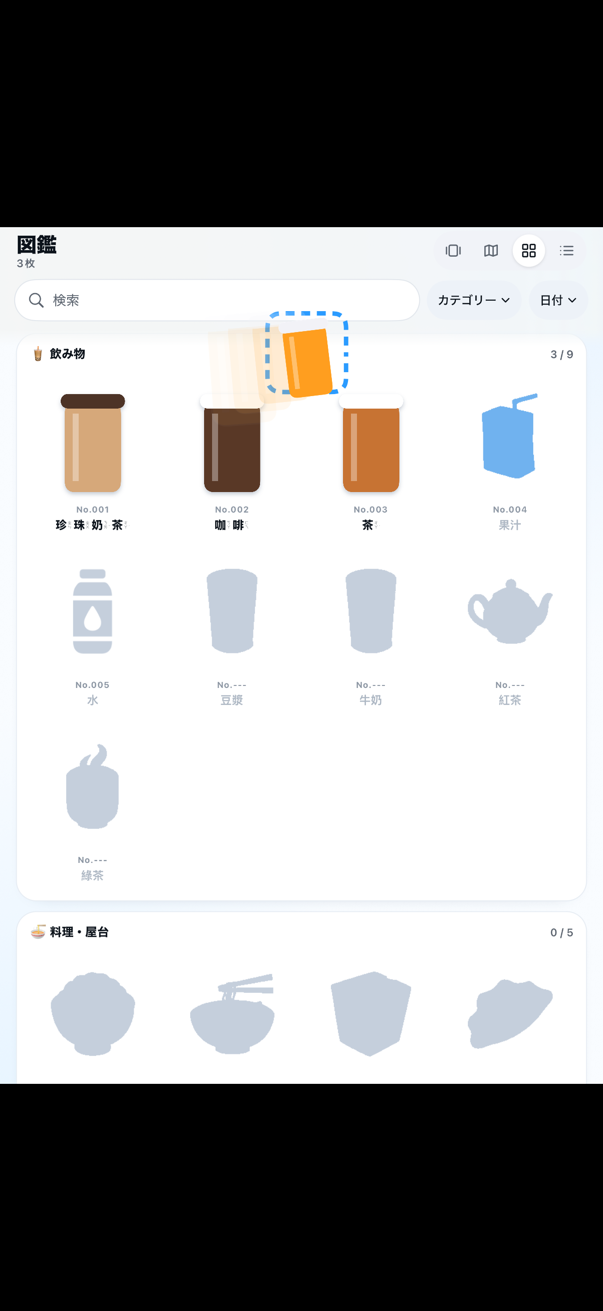 図鑑
3枚
検索
カテゴリー
日付
飲み物
3 / 9
No.001
珍珠奶茶
No.002
咖啡
No.003
茶
No.004
果汁
No.005
水
No.---
豆漿
No.---
牛奶
No.---
紅茶
No.---
綠茶
料理・屋台
0 / 5